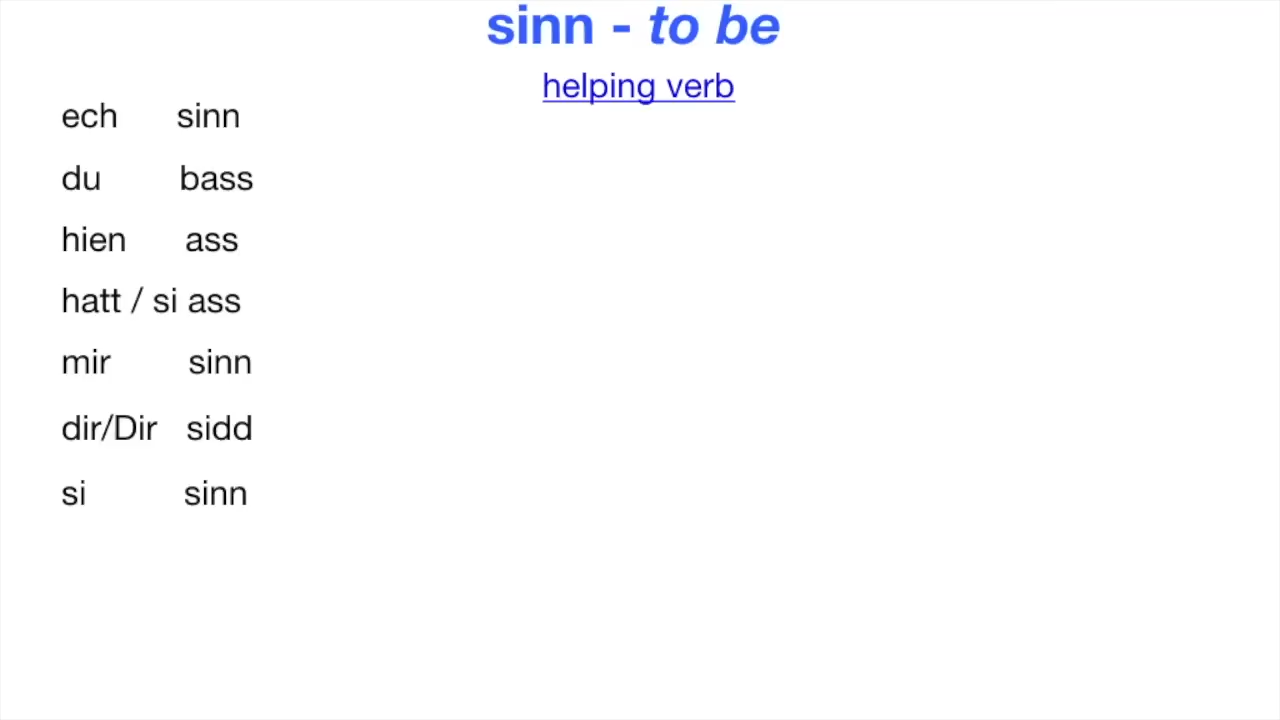 sinn - to be
helping verb
ech sinn
du bass
hien ass
hatt / si ass
mir sinn
dir/Dir sidd
si sinn